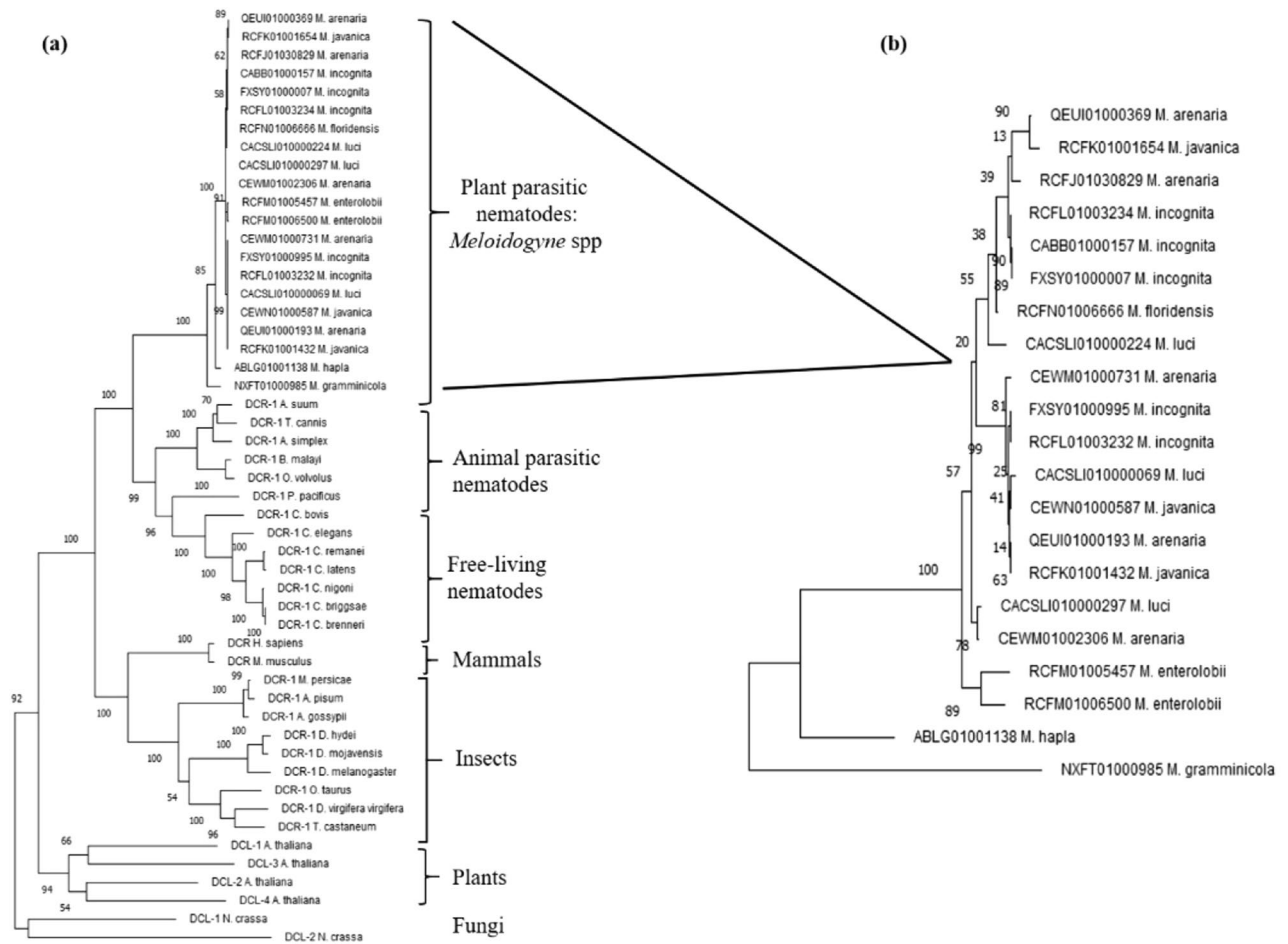 (a)
89
QEUI01000369 M. arenaria
RCFK01001654 M. javanica
62
RCFJ01030829 M. arenaria
CABB01000157 M. incognita
58
FXSY01000007 M. incognita
RCFL01003234 M. incognita
RCFN01006666 M. floridensis
CACSLI010000224 M. luci
CACSLI010000297 M. luci
100
CEWM01002306 M. arenaria
91
RCFM01005457 M. enterolobii
RCFM01006500 M. enterolobii
CEWM01000731 M. arenaria
FXSY01000995 M. incognita
85
RCFL01003232 M. incognita
CACSLI010000069 M. luci
99
CEWN01000587 M. javanica
100
QEUI01000193 M. arenaria
RCFK01001432 M. javanica
ABLG01001138 M. hapla
NXFT01000985 M. gramminicola
Plant parasitic
nematodes:
Meloidogyne spp
100
70
DCR-1 A. suum
DCR-1 T. cannis
100
100
DCR-1 A. simplex
DCR-1 B. malayi
100
DCR-1 O. volvolus
99
DCR-1 P. pacificus
Animal parasitic
nematodes
DCR-1 C. bovis
96
DCR-1 C. elegans
100
100
100
DCR-1 C. remanei
100
DCR-1 C. latens
100
DCR-1 C. nigoni
98
DCR-1 C. briggsae
100
DCR-1 C. brenneri
100
Free-living
nematodes
100
DCR H. sapiens
DCR M. musculus
Mammals
99
DCR-1 M. persicae
100
DCR-1 A. pisum
92
DCR-1 A. gossypii
100
100
DCR-1 D. hydei
100
DCR-1 D. mojavensis
100
DCR-1 D. melanogaster
54
DCR-1 O. taurus
DCR-1 D. virgifera virgifera
100
DCR-1 T. castaneum
96
Insects
66
DCL-1 A. thaliana
DCL-3 A. thaliana
94
DCL-2 A. thaliana
54
DCL-4 A. thaliana
Plants
DCL-1 N. crassa
DCL-2 N. crassa
Fungi
(b)
90
QEUI01000369 M. arenaria
13
RCFK01001654 M. javanica
39
RCFJ01030829 M. arenaria
RCFL01003234 M. incognita
38
CABB01000157 M. incognita
90
FXSY01000007 M. incognita
55
89
RCFN01006666 M. floridensis
20
CACSLI010000224 M. luci
CEWM01000731 M. arenaria
81
FXSY01000995 M. incognita
RCFL01003232 M. incognita
99
57
25
CACSLI010000069 M. luci
41
CEWN01000587 M. javanica
14
QEUI01000193 M. arenaria
100
63
RCFK01001432 M. javanica
CACSLI010000297 M. luci
CEWM01002306 M. arenaria
78
RCFM01005457 M. enterolobii
89
RCFM01006500 M. enterolobii
ABLG01001138 M. hapla
NXFT01000985 M. gramminicola